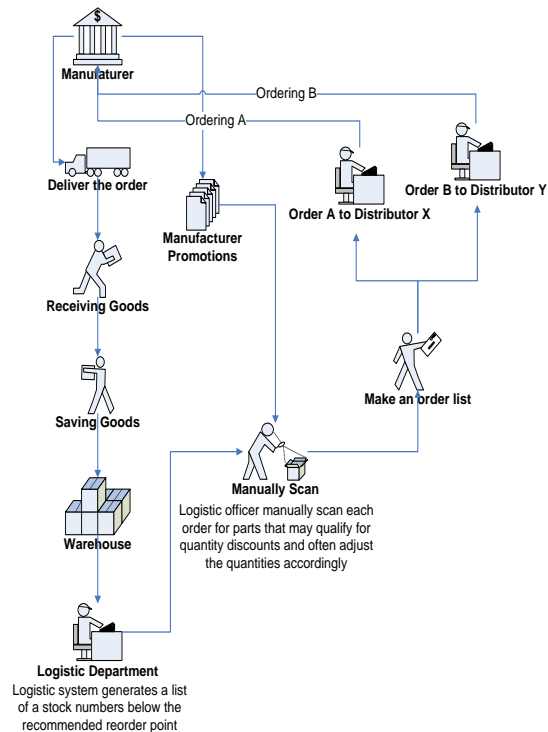 $
Manufaturer
Ordering B
Ordering A
Deliver the order
Order B to Distributor Y
Order A to Distributor X
Manufacturer
Promotions
Receiving Goods
Make an order list
Saving Goods
Manually Scan
Logistic officer manually scan each
order for parts that may qualify for
quantity discounts and often adjust
the quantities accordingly
Warehouse
Logistic Department
Logistic system generates a list
of a stock numbers below the
recommended reorder point